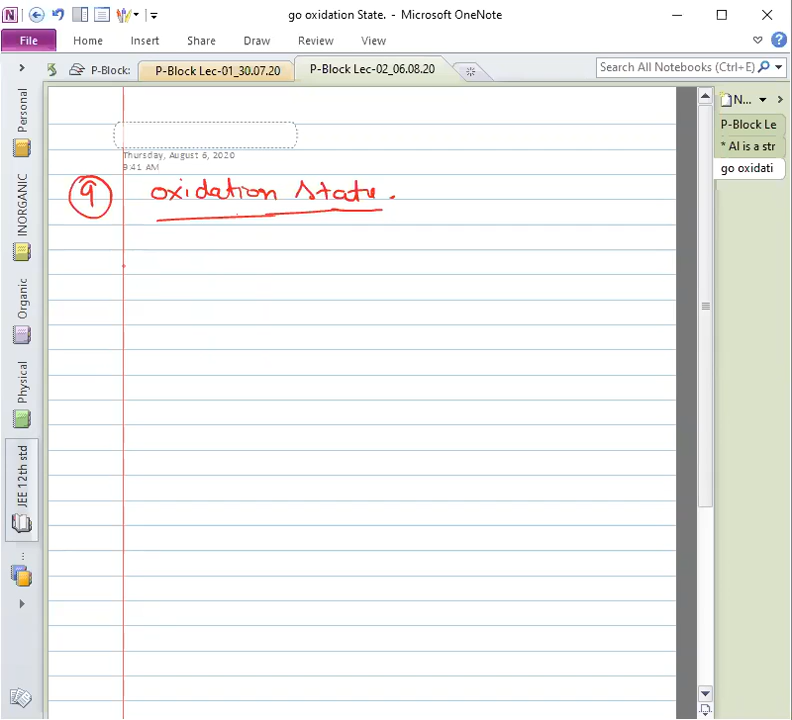 go oxidation State. - Microsoft OneNote
File Home Insert Share Draw Review View
P-Block: P-Block Lec-01_30.07.20 P-Block Lec-02_06.08.20 Search All Notebooks (Ctrl+E)
N...
P-Block Le
* Al is a str
go oxidati
Personal
INORGANIC
Organic
Physical
JEE 12th std
Thursday, August 6, 2020
9:41 AM
9 oxidation State.